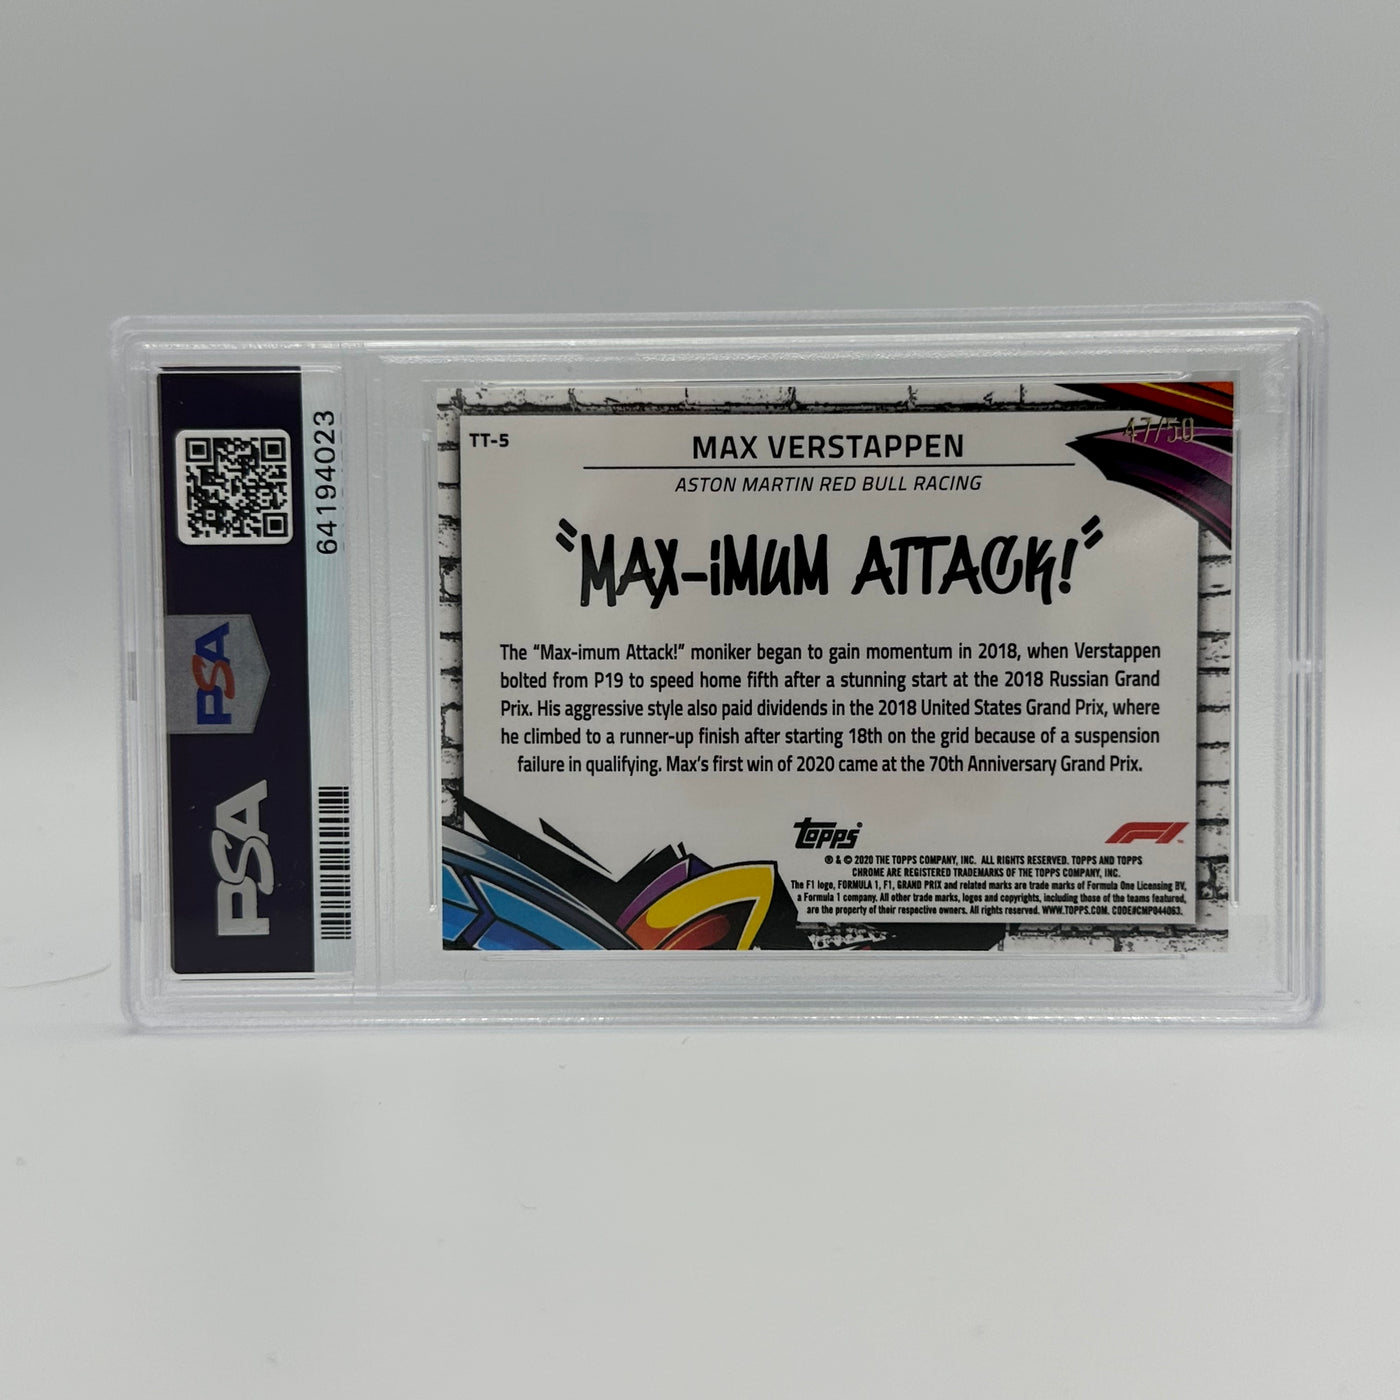 64194023
PSA
PSA
TT-5
MAX VERSTAPPEN
47/50
ASTON MARTIN RED BULL RACING
"MAX-iMUM ATTACK!"
The "Max-imum Attack!" moniker began to gain momentum in 2018, when Verstappen
bolted from P19 to speed home fifth after a stunning start at the 2018 Russian Grand
Prix. His aggressive style also paid dividends in the 2018 United States Grand Prix, where
he climbed to a runner-up finish after starting 18th on the grid because of a suspension
failure in qualifying. Max's first win of 2020 came at the 70th Anniversary Grand Prix.
Topps
F1
® & © 2020 THE TOPPS COMPANY, INC. ALL RIGHTS RESERVED. TOPPS AND TOPPS
CHROME ARE REGISTERED TRADEMARKS OF THE TOPPS COMPANY, INC.
The F1 logo, FORMULA 1, F1, GRAND PRIX and related marks are trade marks of Formula One Licensing BV,
a Formula 1 company. All other trade marks, logos and copyrights, including those of the teams featured,
are the property of their respective owners. All rights reserved. WWW.TOPPS.COM. CODE#CMP044063.